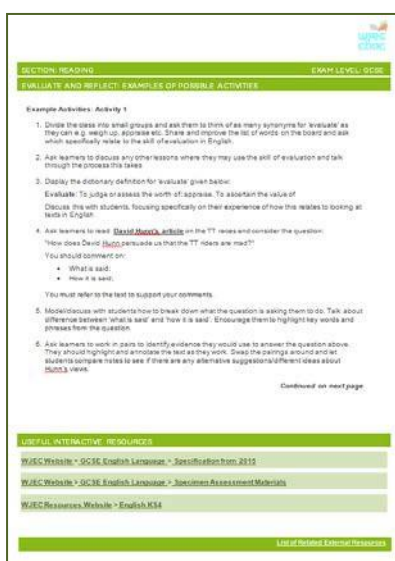 wjec
cbac
SECTION: READING
EXAM LEVEL: GCSE
EVALUATE AND REFLECT: EXAMPLES OF POSSIBLE ACTIVITIES
Example Activities: Activity 1
1. Divide the class into small groups and ask them to think of as many synonyms for 'evaluate' as
they can e.g. weigh up, appraise etc. Share and improve the list of words on the board and ask
which specifically relate to the skill of evaluation in English.
2. Ask learners to discuss any other lessons where they may use the skill of evaluation and talk
through the process this takes.
3. Display the dictionary definition for 'evaluate' given below:
Evaluate: To judge or assess the worth of; appraise. To ascertain the value of
Discuss this with students, focusing specifically on their experience of how this relates to looking at
texts in English.
4. Ask learners to read David Hunn's article on the TT races and consider the question:
"How does David Hunn persuade us that the TT riders are mad?"
You should comment on:
• What is said;
• How it is said;
You must refer to the text to support your comments.
5. Model/discuss with students how to break down what the question is asking them to do. Talk about
difference between 'what is said' and 'how it is said'. Encourage them to highlight key words and
phrases from the question.
6. Ask learners to work in pairs to identify evidence they would use to answer the question above.
They should highlight and annotate the text as they work. Swap the pairings around and let
students compare notes to see if there are any alternative suggestions/different ideas about
Hunn's views.
Continued on next page
USEFUL INTERACTIVE RESOURCES
WJEC Website > GCSE English Language > Specification from 2015
WJEC Website > GCSE English Language > Specimen Assessment Materials
WJEC Resources Website > English KS4
List of Related External Resources